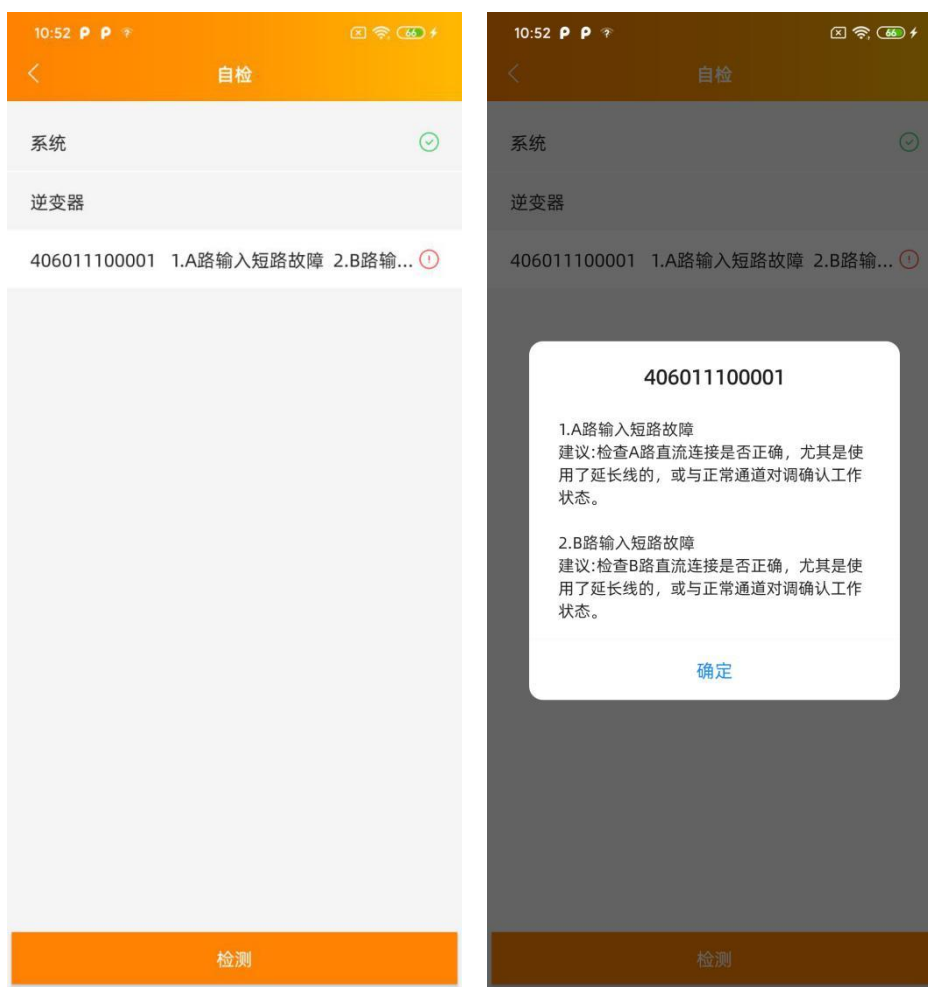 10:52 P P ?
66
自检
系统
逆变器
406011100001 1.A路输入短路故障 2.B路输...
检测
10:52 P P ?
66
自检
系统
逆变器
406011100001 1.A路输入短路故障 2.B路输...
406011100001
1.A路输入短路故障
建议:检查A路直流连接是否正确，尤其是使
用了延长线的，或与正常通道对调确认工作
状态。
2.B路输入短路故障
建议:检查B路直流连接是否正确，尤其是使
用了延长线的，或与正常通道对调确认工作
状态。
确定
检测